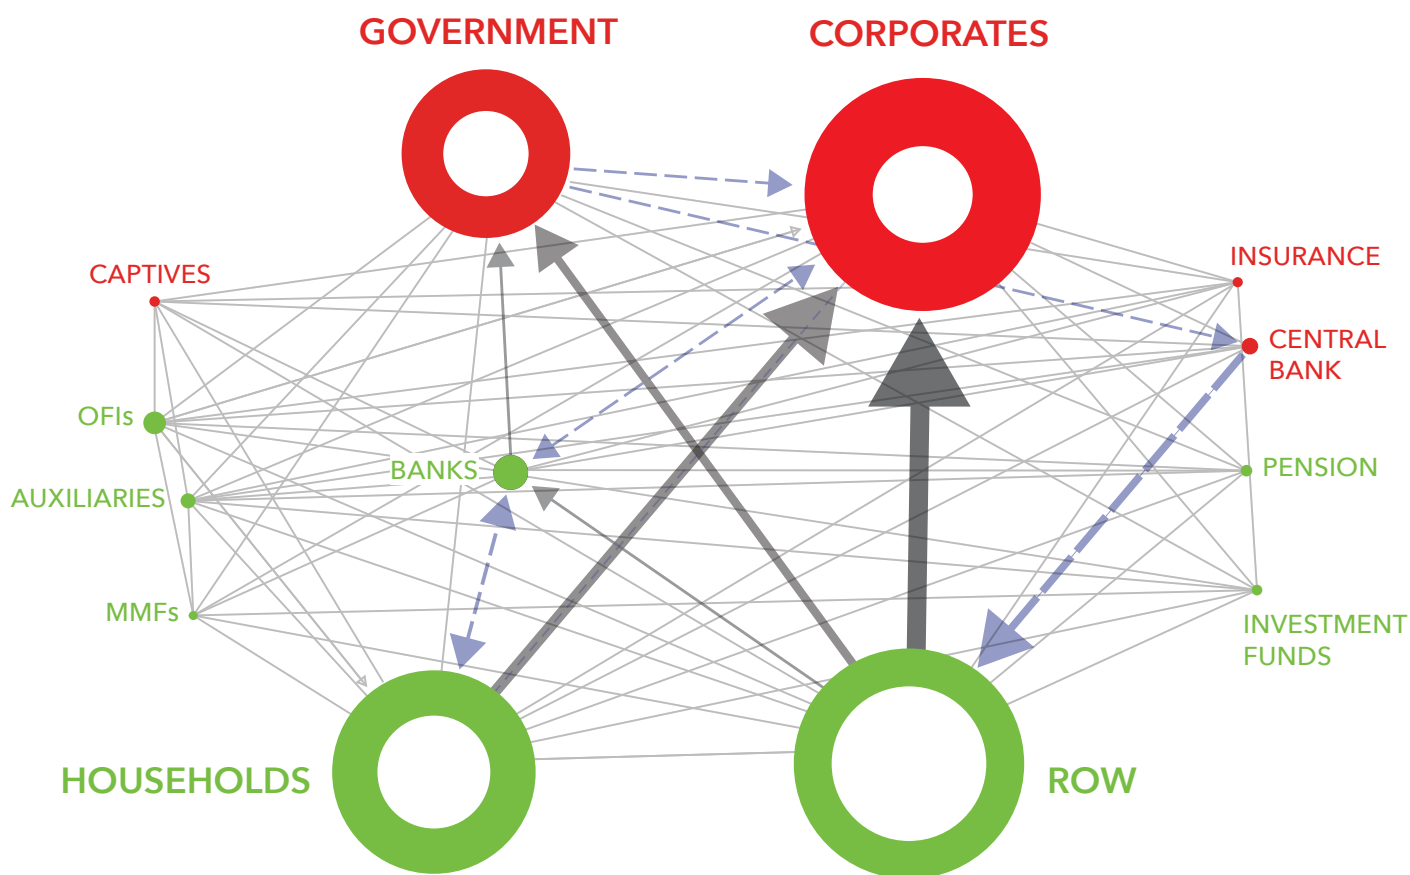 GOVERNMENT
CORPORATES
CAPTIVES
INSURANCE
CENTRAL
BANK
OFIs
BANKS
PENSION
AUXILIARIES
MMFs
INVESTMENT
FUNDS
HOUSEHOLDS
ROW